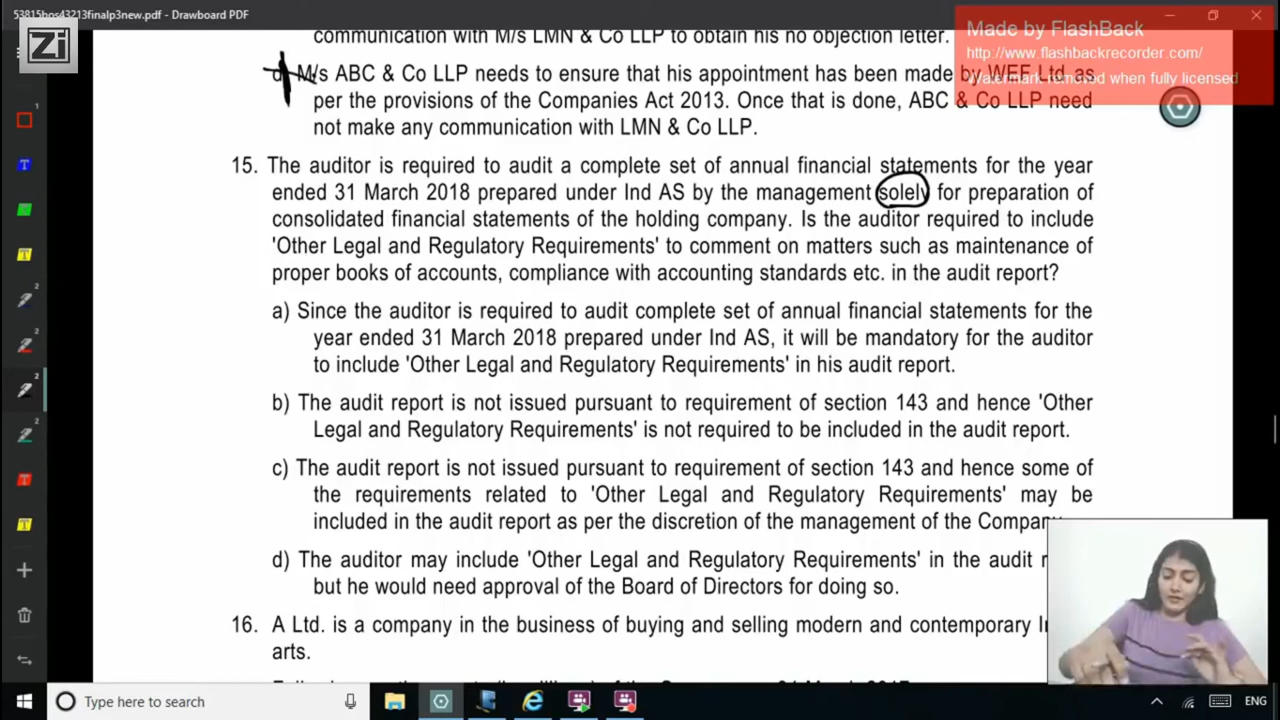 53815bos43213finalp3new.pdf - Drawboard PDF
Made by FlashBack
http://www.flashbackrecorder.com/
Watermark removed when fully licensed
Zi
communication with M/s LMN & Co LLP to obtain his no objection letter.
d) M/s ABC & Co LLP needs to ensure that his appointment has been made by WEF Ltd. as
per the provisions of the Companies Act 2013. Once that is done, ABC & Co LLP need
not make any communication with LMN & Co LLP.
15. The auditor is required to audit a complete set of annual financial statements for the year
ended 31 March 2018 prepared under Ind AS by the management solely for preparation of
consolidated financial statements of the holding company. Is the auditor required to include
'Other Legal and Regulatory Requirements' to comment on matters such as maintenance of
proper books of accounts, compliance with accounting standards etc. in the audit report?
a) Since the auditor is required to audit complete set of annual financial statements for the
year ended 31 March 2018 prepared under Ind AS, it will be mandatory for the auditor
to include 'Other Legal and Regulatory Requirements' in his audit report.
b) The audit report is not issued pursuant to requirement of section 143 and hence 'Other
Legal and Regulatory Requirements' is not required to be included in the audit report.
c) The audit report is not issued pursuant to requirement of section 143 and hence some of
the requirements related to 'Other Legal and Regulatory Requirements' may be
included in the audit report as per the discretion of the management of the Company
d) The auditor may include 'Other Legal and Regulatory Requirements' in the audit
but he would need approval of the Board of Directors for doing so.
16. A Ltd. is a company in the business of buying and selling modern and contemporary
arts.
Type here to search
ENG